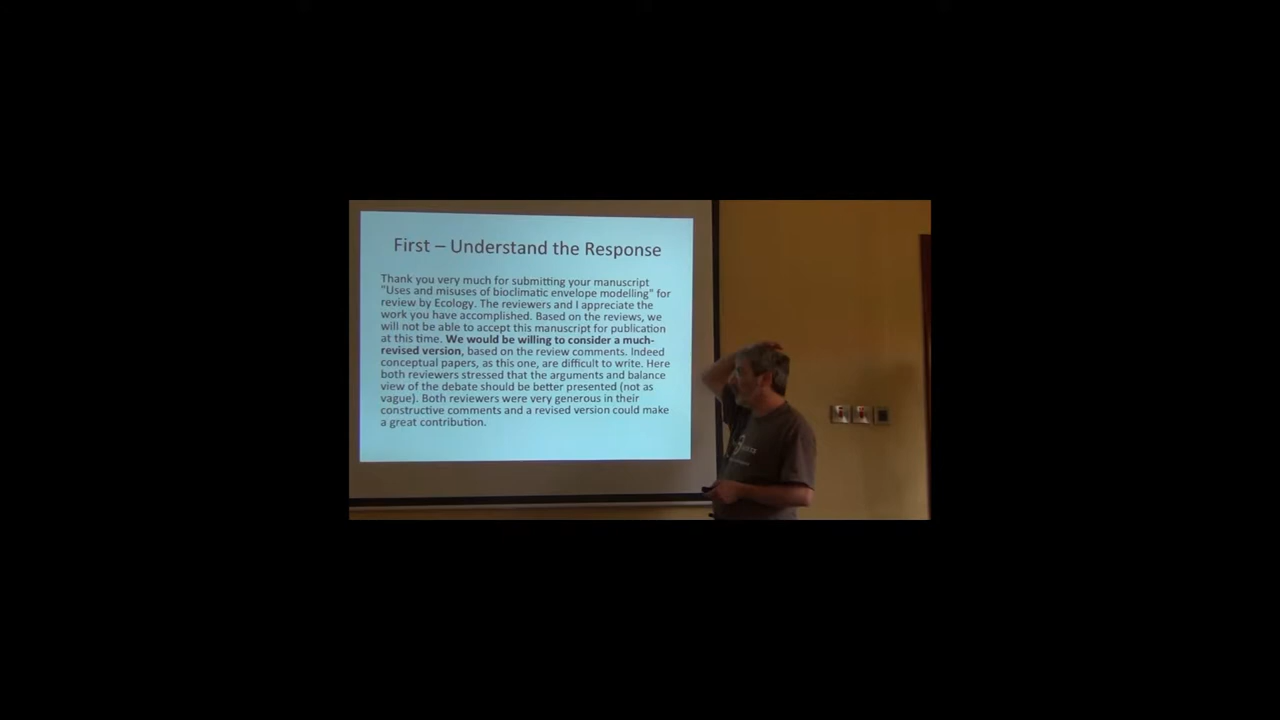 First – Understand the Response
Thank you very much for submitting your manuscript
"Uses and misuses of bioclimatic envelope modelling" for
review by Ecology. The reviewers and I appreciate the
work you have accomplished. Based on the reviews, we
will not be able to accept this manuscript for publication
at this time. We would be willing to consider a much-
revised version, based on the review comments. Indeed
conceptual papers, as this one, are difficult to write. Here
both reviewers stressed that the arguments and balance
view of the debate should be better presented (not as
vague). Both reviewers were very generous in their
constructive comments and a revised version could make
a great contribution.